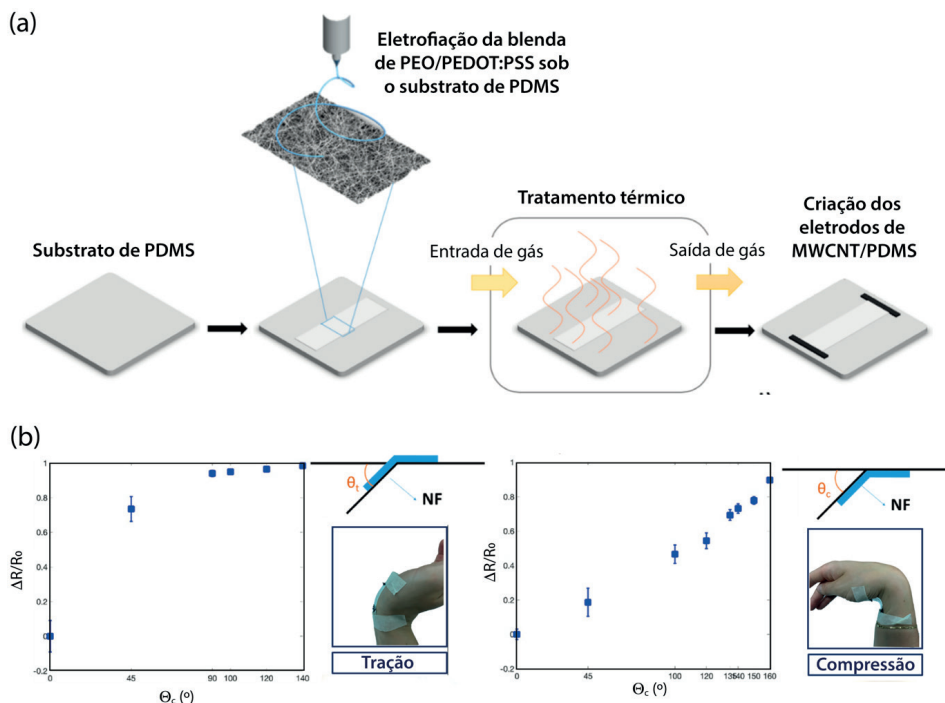 (a)
Eletrofiação da blenda
de PEO/PEDOT:PSS sob
o substrato de PDMS
Substrato de PDMS
Tratamento térmico
Entrada de gás
Saída de gás
Criação dos
eletrodos de
MWCNT/PDMS
(b)
1
0.8
0.6
0.4
0.2
0
-0.2
ΔR/R₀
0 45 90 100 120 140
Θc (º)
θt
NF
Tração
1
0.8
0.6
0.4
0.2
0
-0.2
ΔR/R₀
0 45 100 120 135 140 150 160
Θc (º)
θc
NF
Compressão